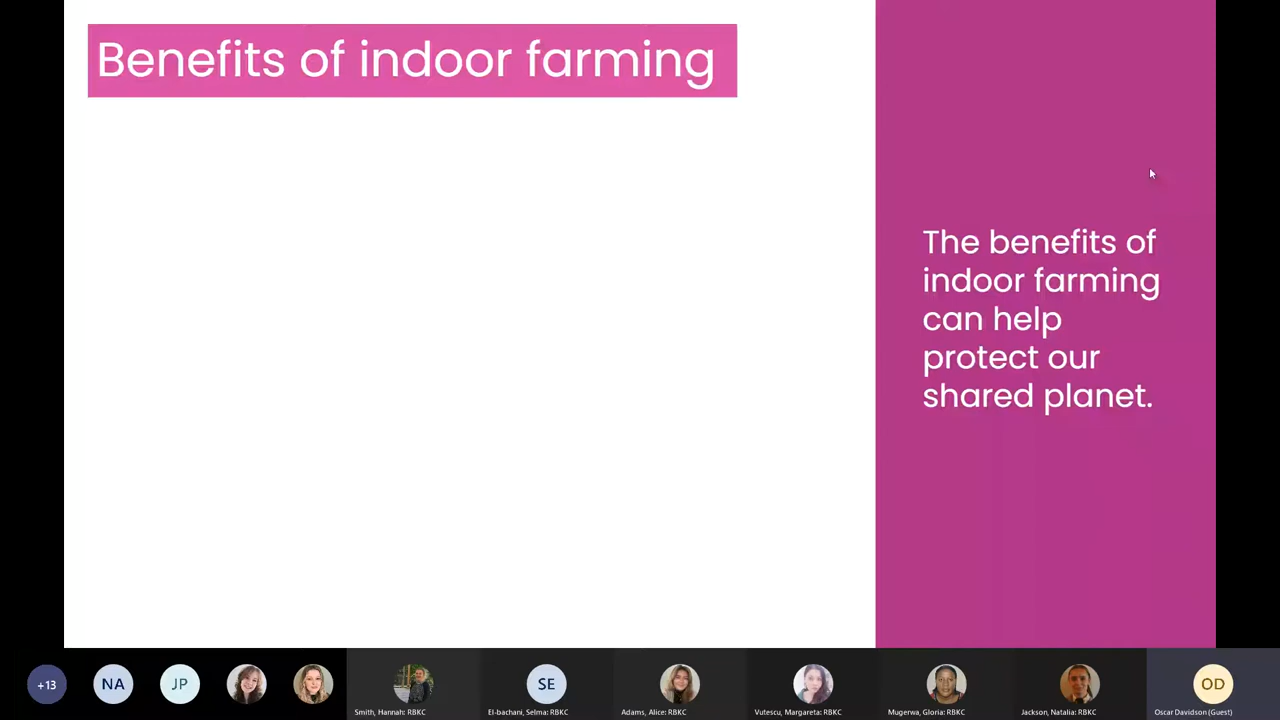 Benefits of indoor farming
The benefits of
indoor farming
can help
protect our
shared planet.
+13
NA
JP
SE
OD
Smith, Hannah: RBKC
El-bachani, Selma: RBKC
Adams, Alice: RBKC
Vutescu, Margareta: RBKC
Mugerwa, Gloria: RBKC
Jackson, Natalia: RBKC
Oscar Davidson (Guest)